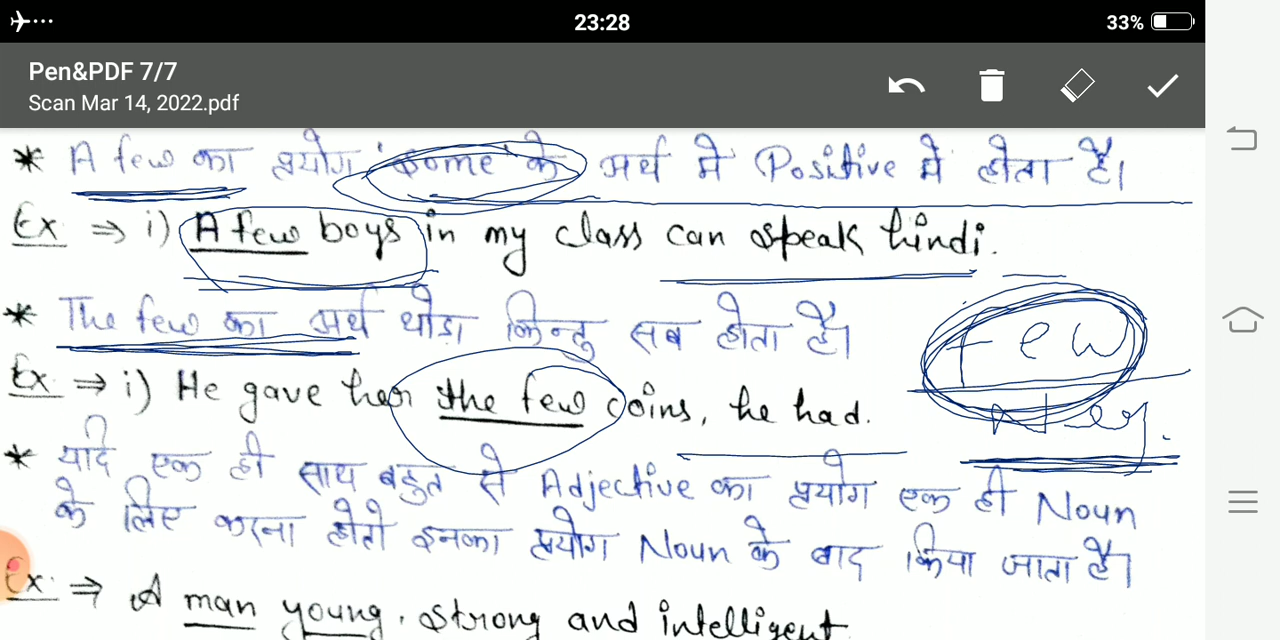 23:28 33%
Pen&PDF 7/7
Scan Mar 14, 2022.pdf
* A few का प्रयोग 'some' के अर्थ में Positive में होता है।
Ex ⇒ i) A few boys in my class can speak hindi.
* The few का अर्थ थोडा किन्तु सब होता है।
few
Ex ⇒ i) He gave her the few coins, he had.
Neg.
* यदि एक ही साथ बहुत से Adjective का प्रयोग एक ही Noun
के लिए करना हो तो इनका प्रयोग Noun के बाद किया जाता है।
Ex ⇒ A man young, strong and intelligent